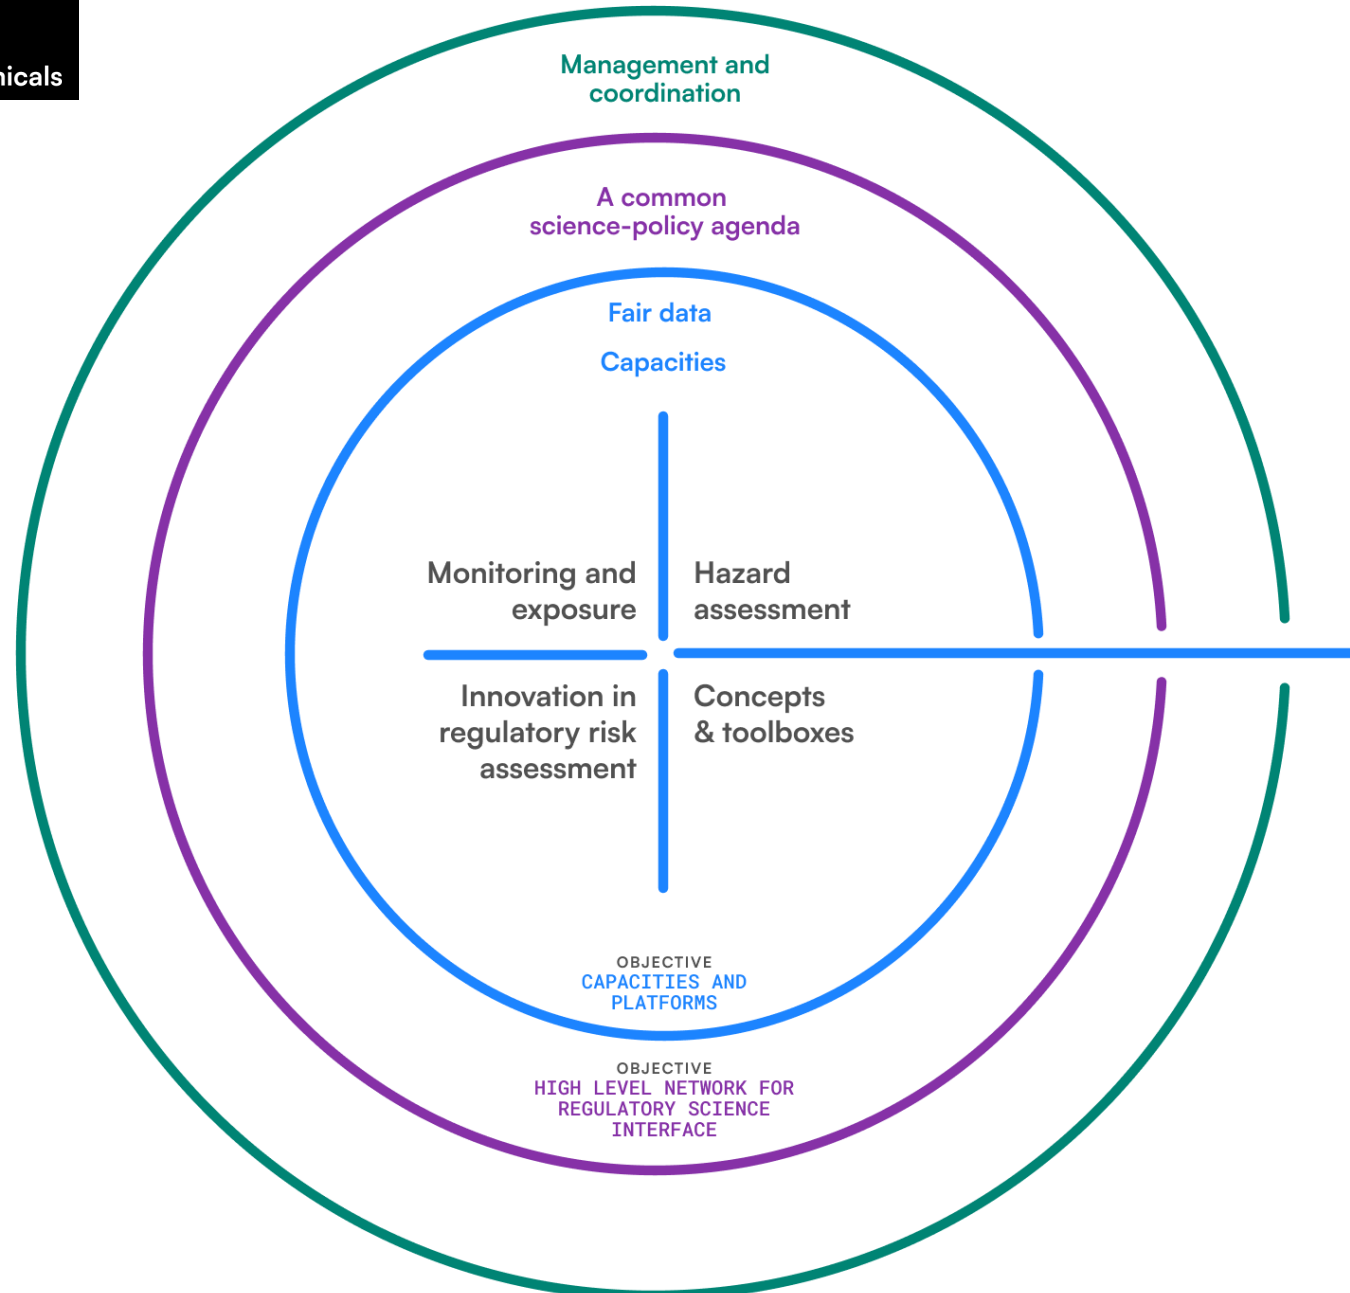 nicals
Management and
coordination
A common
science-policy agenda
Fair data
Capacities
Monitoring and
exposure
Hazard
assessment
Innovation in
regulatory risk
assessment
Concepts
& toolboxes
OBJECTIVE
CAPACITIES AND
PLATFORMS
OBJECTIVE
HIGH LEVEL NETWORK FOR
REGULATORY SCIENCE
INTERFACE